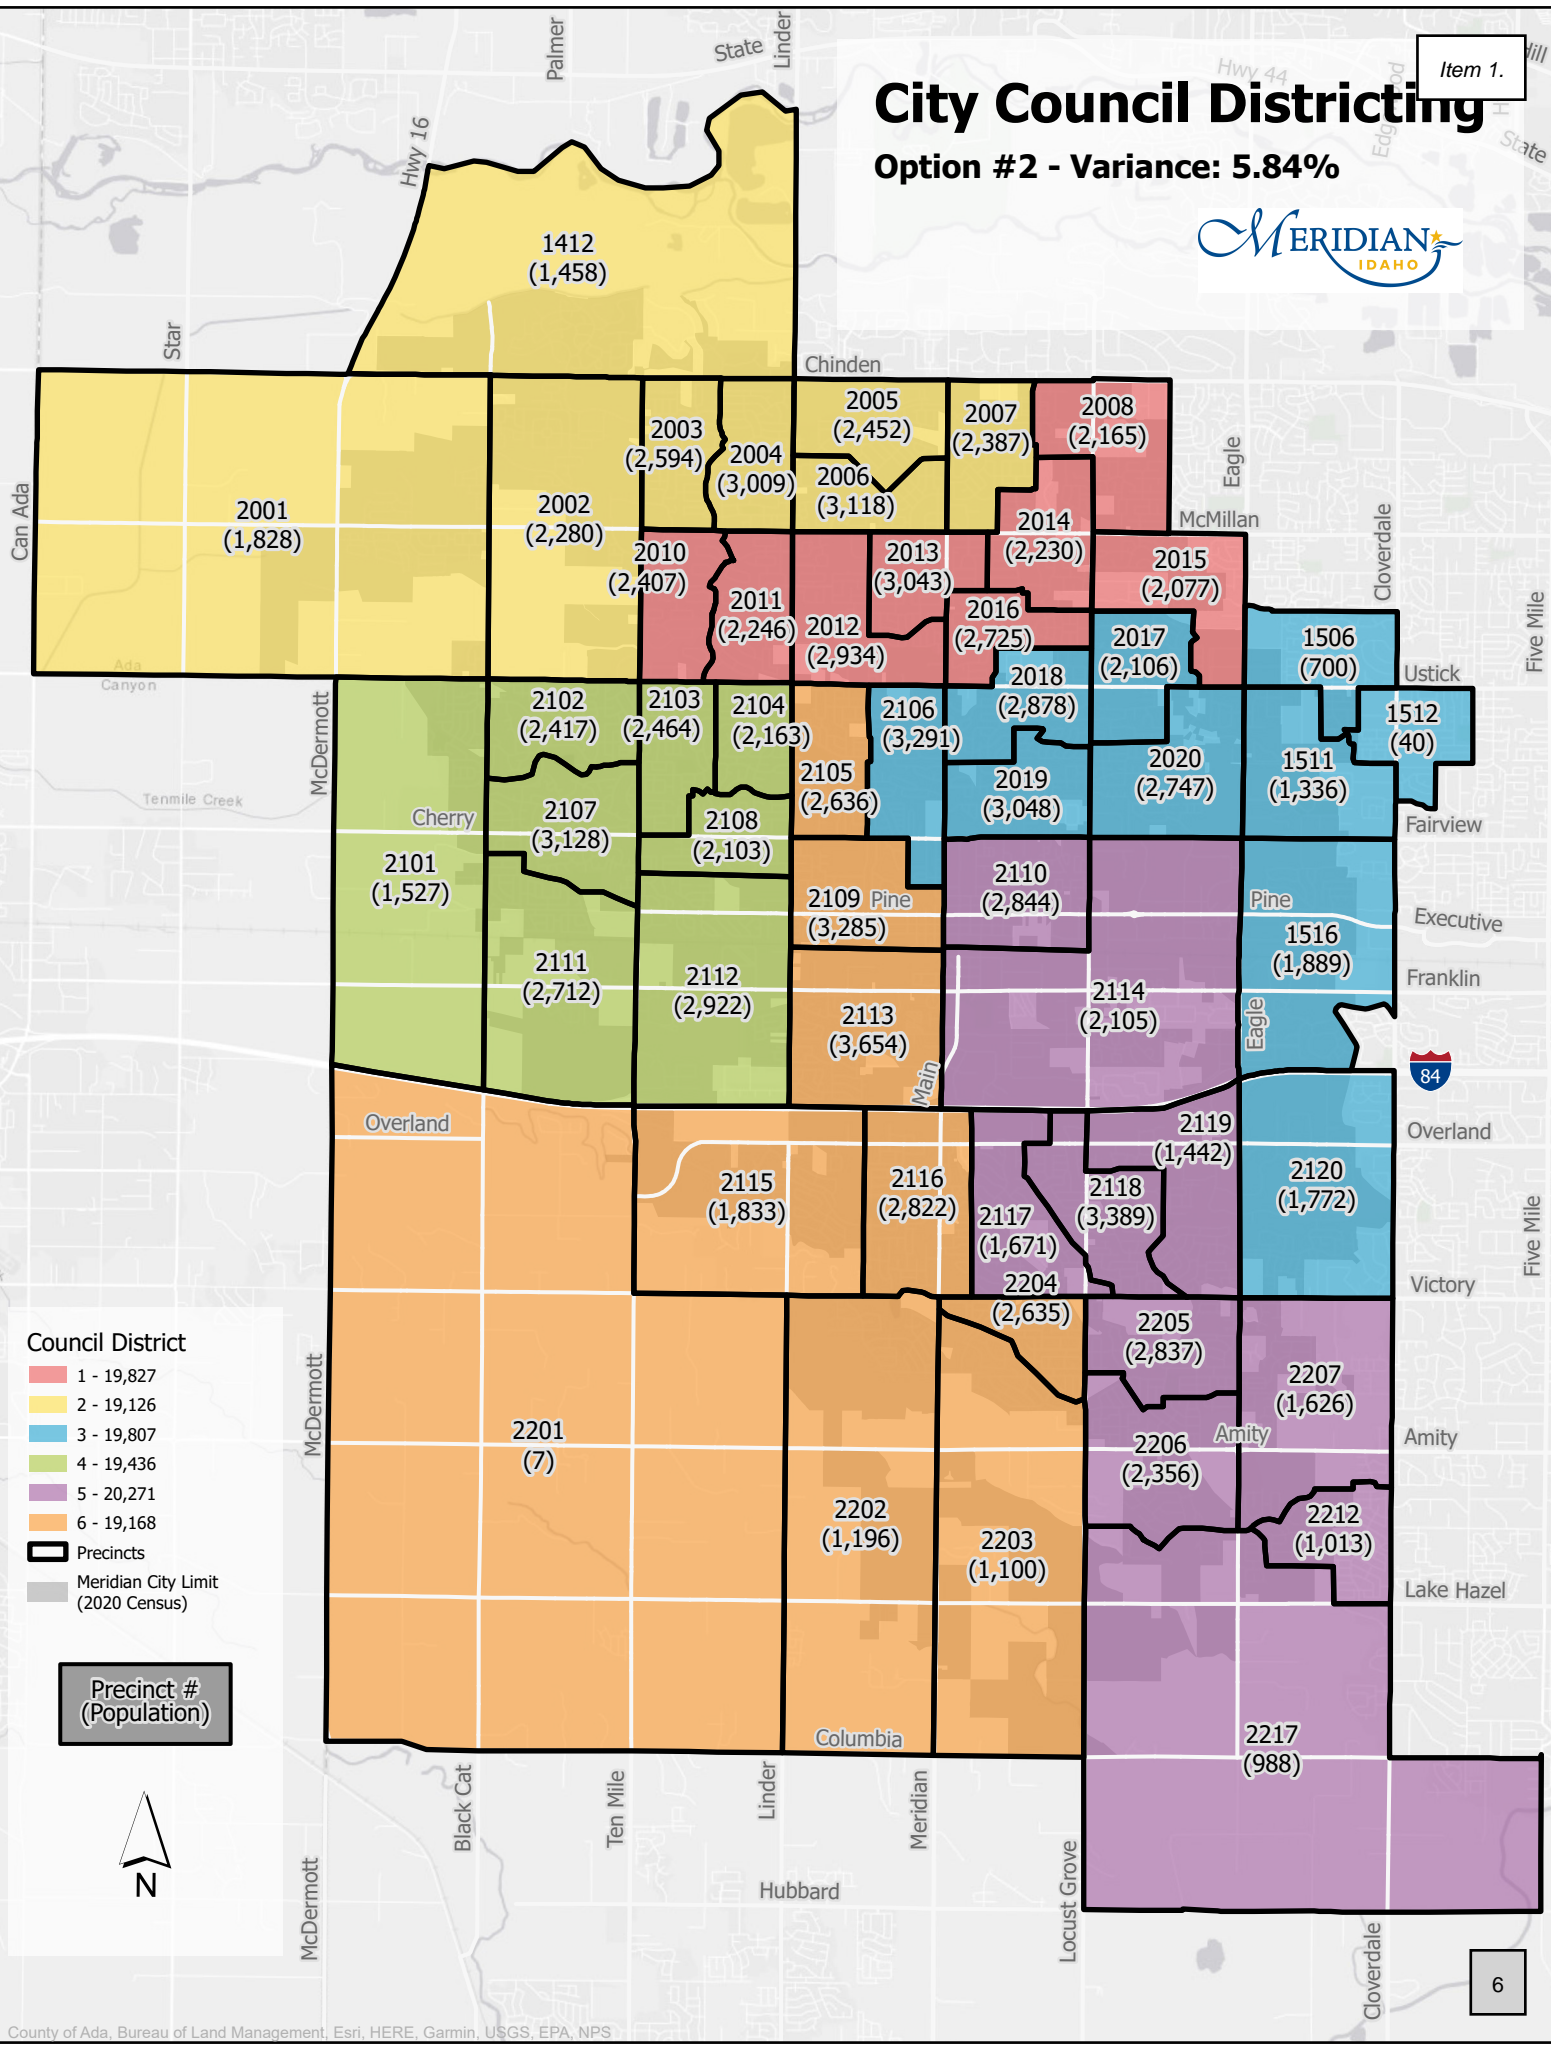 Item 1.
City Council Districting
Option #2 - Variance: 5.84%
MERIDIAN
IDAHO
Palmer
State
Linder
Hwy 44
Hwy 16
State
Star
Can Ada
Chinden
Eagle
McMillan
Cloverdale
Five Mile
Ustick
Ada
Canyon
McDermott
Tenmile Creek
Cherry
Fairview
Pine
Pine
Executive
Franklin
Eagle
84
Main
Overland
Overland
Victory
Five Mile
McDermott
Amity
Amity
Lake Hazel
Columbia
Black Cat
Ten Mile
Linder
Meridian
Locust Grove
Hubbard
McDermott
Cloverdale
1412
(1,458)
2001
(1,828)
2002
(2,280)
2003
(2,594)
2004
(3,009)
2005
(2,452)
2006
(3,118)
2007
(2,387)
2008
(2,165)
2010
(2,407)
2011
(2,246)
2012
(2,934)
2013
(3,043)
2014
(2,230)
2015
(2,077)
2016
(2,725)
2017
(2,106)
2018
(2,878)
1506
(700)
1512
(40)
2102
(2,417)
2103
(2,464)
2104
(2,163)
2105
(2,636)
2106
(3,291)
2019
(3,048)
2020
(2,747)
1511
(1,336)
2101
(1,527)
2107
(3,128)
2108
(2,103)
2109
(3,285)
2110
(2,844)
1516
(1,889)
2111
(2,712)
2112
(2,922)
2113
(3,654)
2114
(2,105)
2115
(1,833)
2116
(2,822)
2117
(1,671)
2118
(3,389)
2119
(1,442)
2120
(1,772)
2204
(2,635)
2205
(2,837)
2207
(1,626)
2201
(7)
2206
(2,356)
2202
(1,196)
2203
(1,100)
2212
(1,013)
2217
(988)
Council District
1 - 19,827
2 - 19,126
3 - 19,807
4 - 19,436
5 - 20,271
6 - 19,168
Precincts
Meridian City Limit
(2020 Census)
Precinct #
(Population)
N
6
County of Ada, Bureau of Land Management, Esri, HERE, Garmin, USGS, EPA, NPS